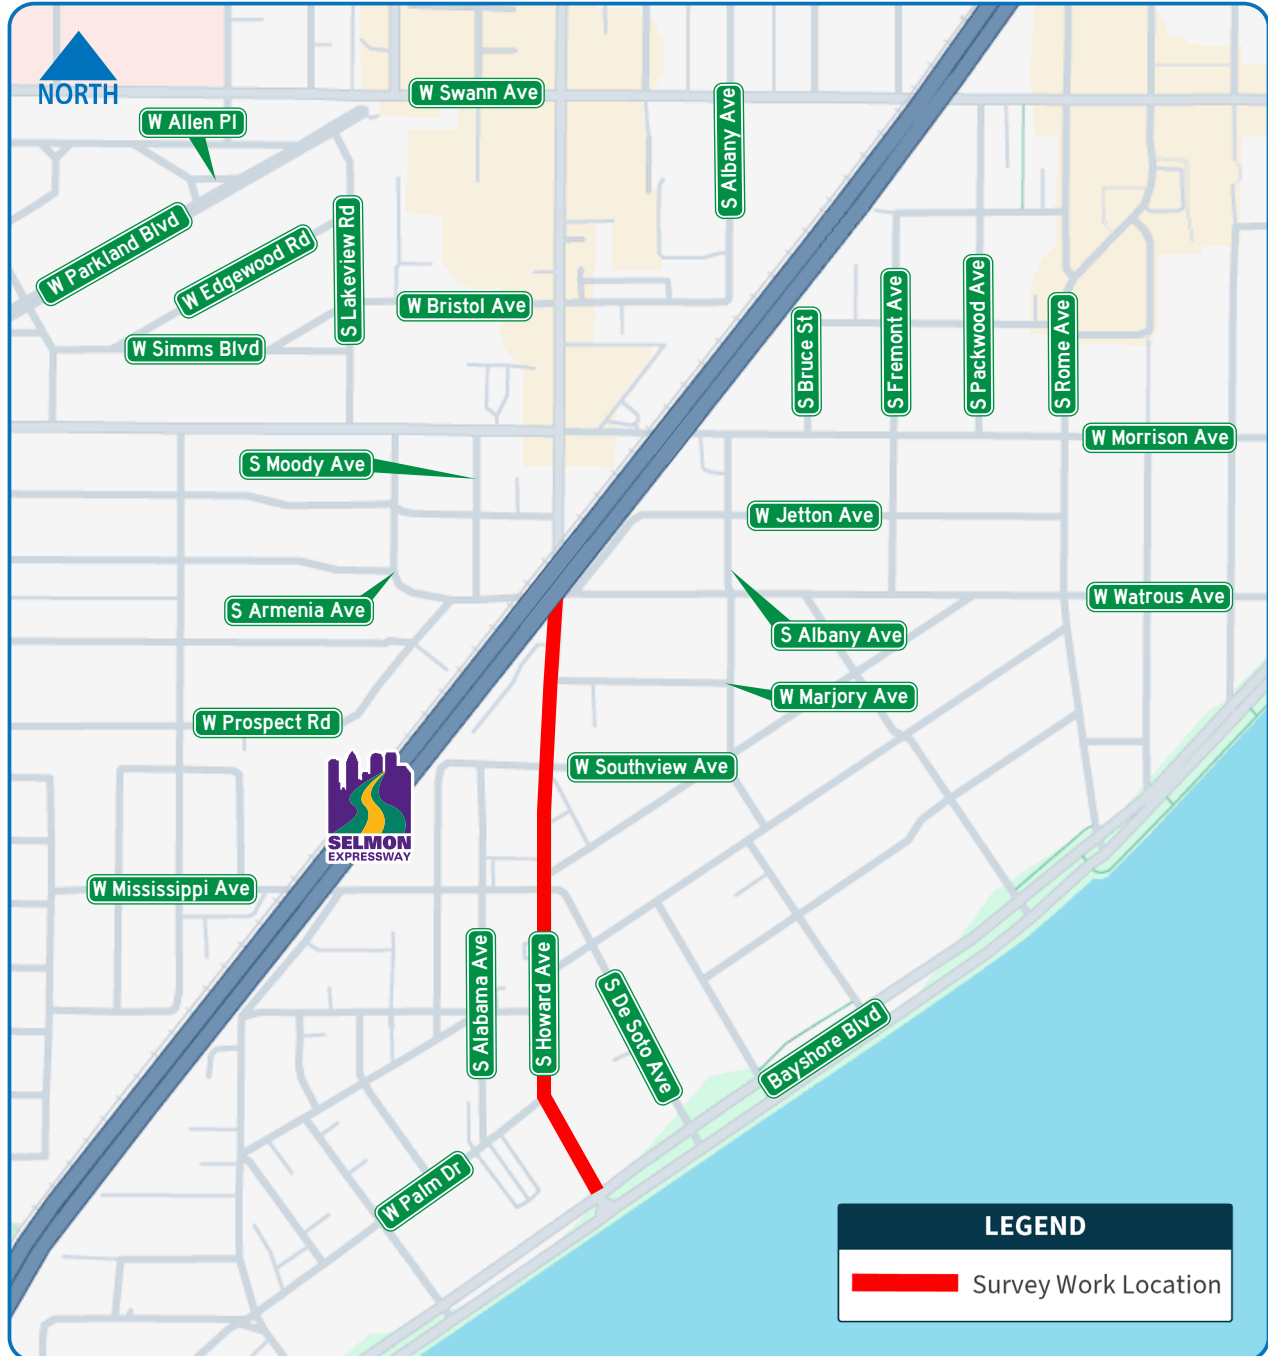 NORTH
W Swann Ave
W Allen Pl
S Albany Ave
W Parkland Blvd
W Edgewood Rd
S Lakeview Rd
W Bristol Ave
W Simms Blvd
S Bruce St
S Fremont Ave
S Packwood Ave
S Rome Ave
W Morrison Ave
S Moody Ave
W Jetton Ave
S Armenia Ave
W Watrous Ave
S Albany Ave
W Marjory Ave
W Prospect Rd
W Southview Ave
SELMON
EXPRESSWAY
W Mississippi Ave
S Alabama Ave
S Howard Ave
S De Soto Ave
Bayshore Blvd
W Palm Dr
LEGEND
Survey Work Location